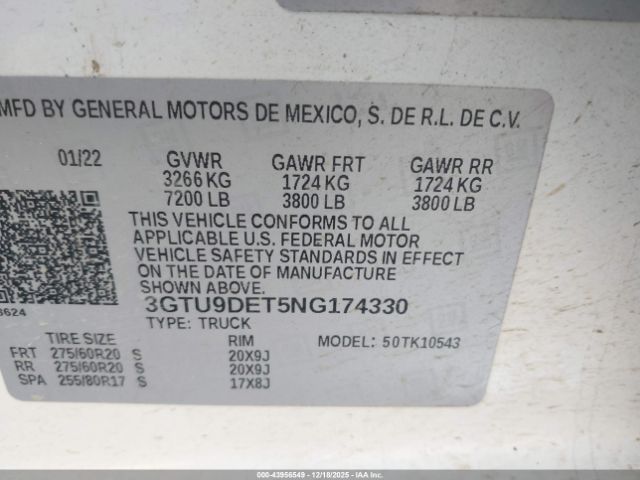 MFD BY GENERAL MOTORS DE MEXICO, S. DE R.L. DE C.V.
01/22 GVWR GAWR FRT GAWR RR
3266 KG 1724 KG 1724 KG
7200 LB 3800 LB 3800 LB
THIS VEHICLE CONFORMS TO ALL
APPLICABLE U.S. FEDERAL MOTOR
VEHICLE SAFETY STANDARDS IN EFFECT
ON THE DATE OF MANUFACTURE
SHOWN ABOVE.
3GTU9DET5NG174330
TYPE: TRUCK MODEL: 50TK10543
TIRE SIZE RIM
FRT 275/60R20 S 20X9J
RR 275/60R20 S 20X9J
SPA 255/80R17 S 17X8J
000-43956549 - 12/18/2025 - IAAI.COM